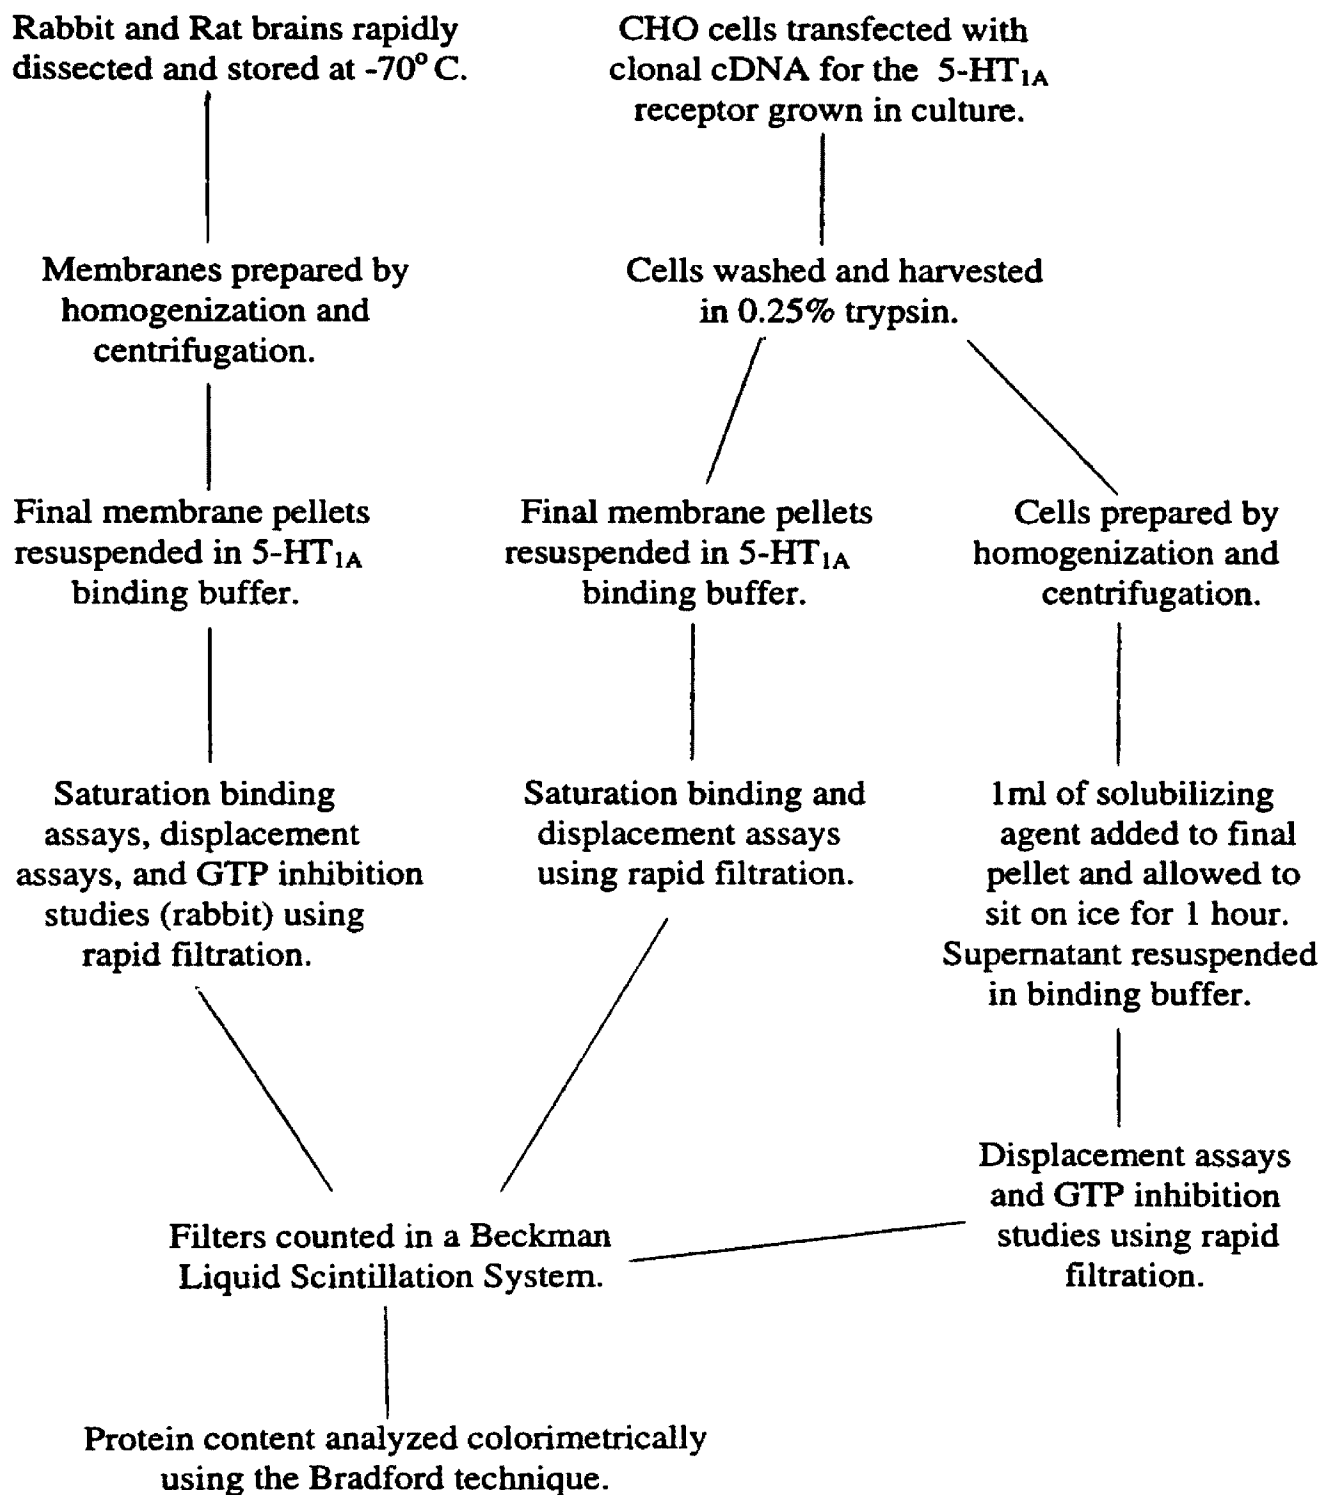 Rabbit and Rat brains rapidly
dissected and stored at -70° C.
CHO cells transfected with
clonal cDNA for the 5-HT1A
receptor grown in culture.
Membranes prepared by
homogenization and
centrifugation.
Cells washed and harvested
in 0.25% trypsin.
Final membrane pellets
resuspended in 5-HT1A
binding buffer.
Final membrane pellets
resuspended in 5-HT1A
binding buffer.
Cells prepared by
homogenization and
centrifugation.
Saturation binding
assays, displacement
assays, and GTP inhibition
studies (rabbit) using
rapid filtration.
Saturation binding and
displacement assays
using rapid filtration.
1ml of solubilizing
agent added to final
pellet and allowed to
sit on ice for 1 hour.
Supernatant resuspended
in binding buffer.
Displacement assays
and GTP inhibition
studies using rapid
filtration.
Filters counted in a Beckman
Liquid Scintillation System.
Protein content analyzed colorimetrically
using the Bradford technique.